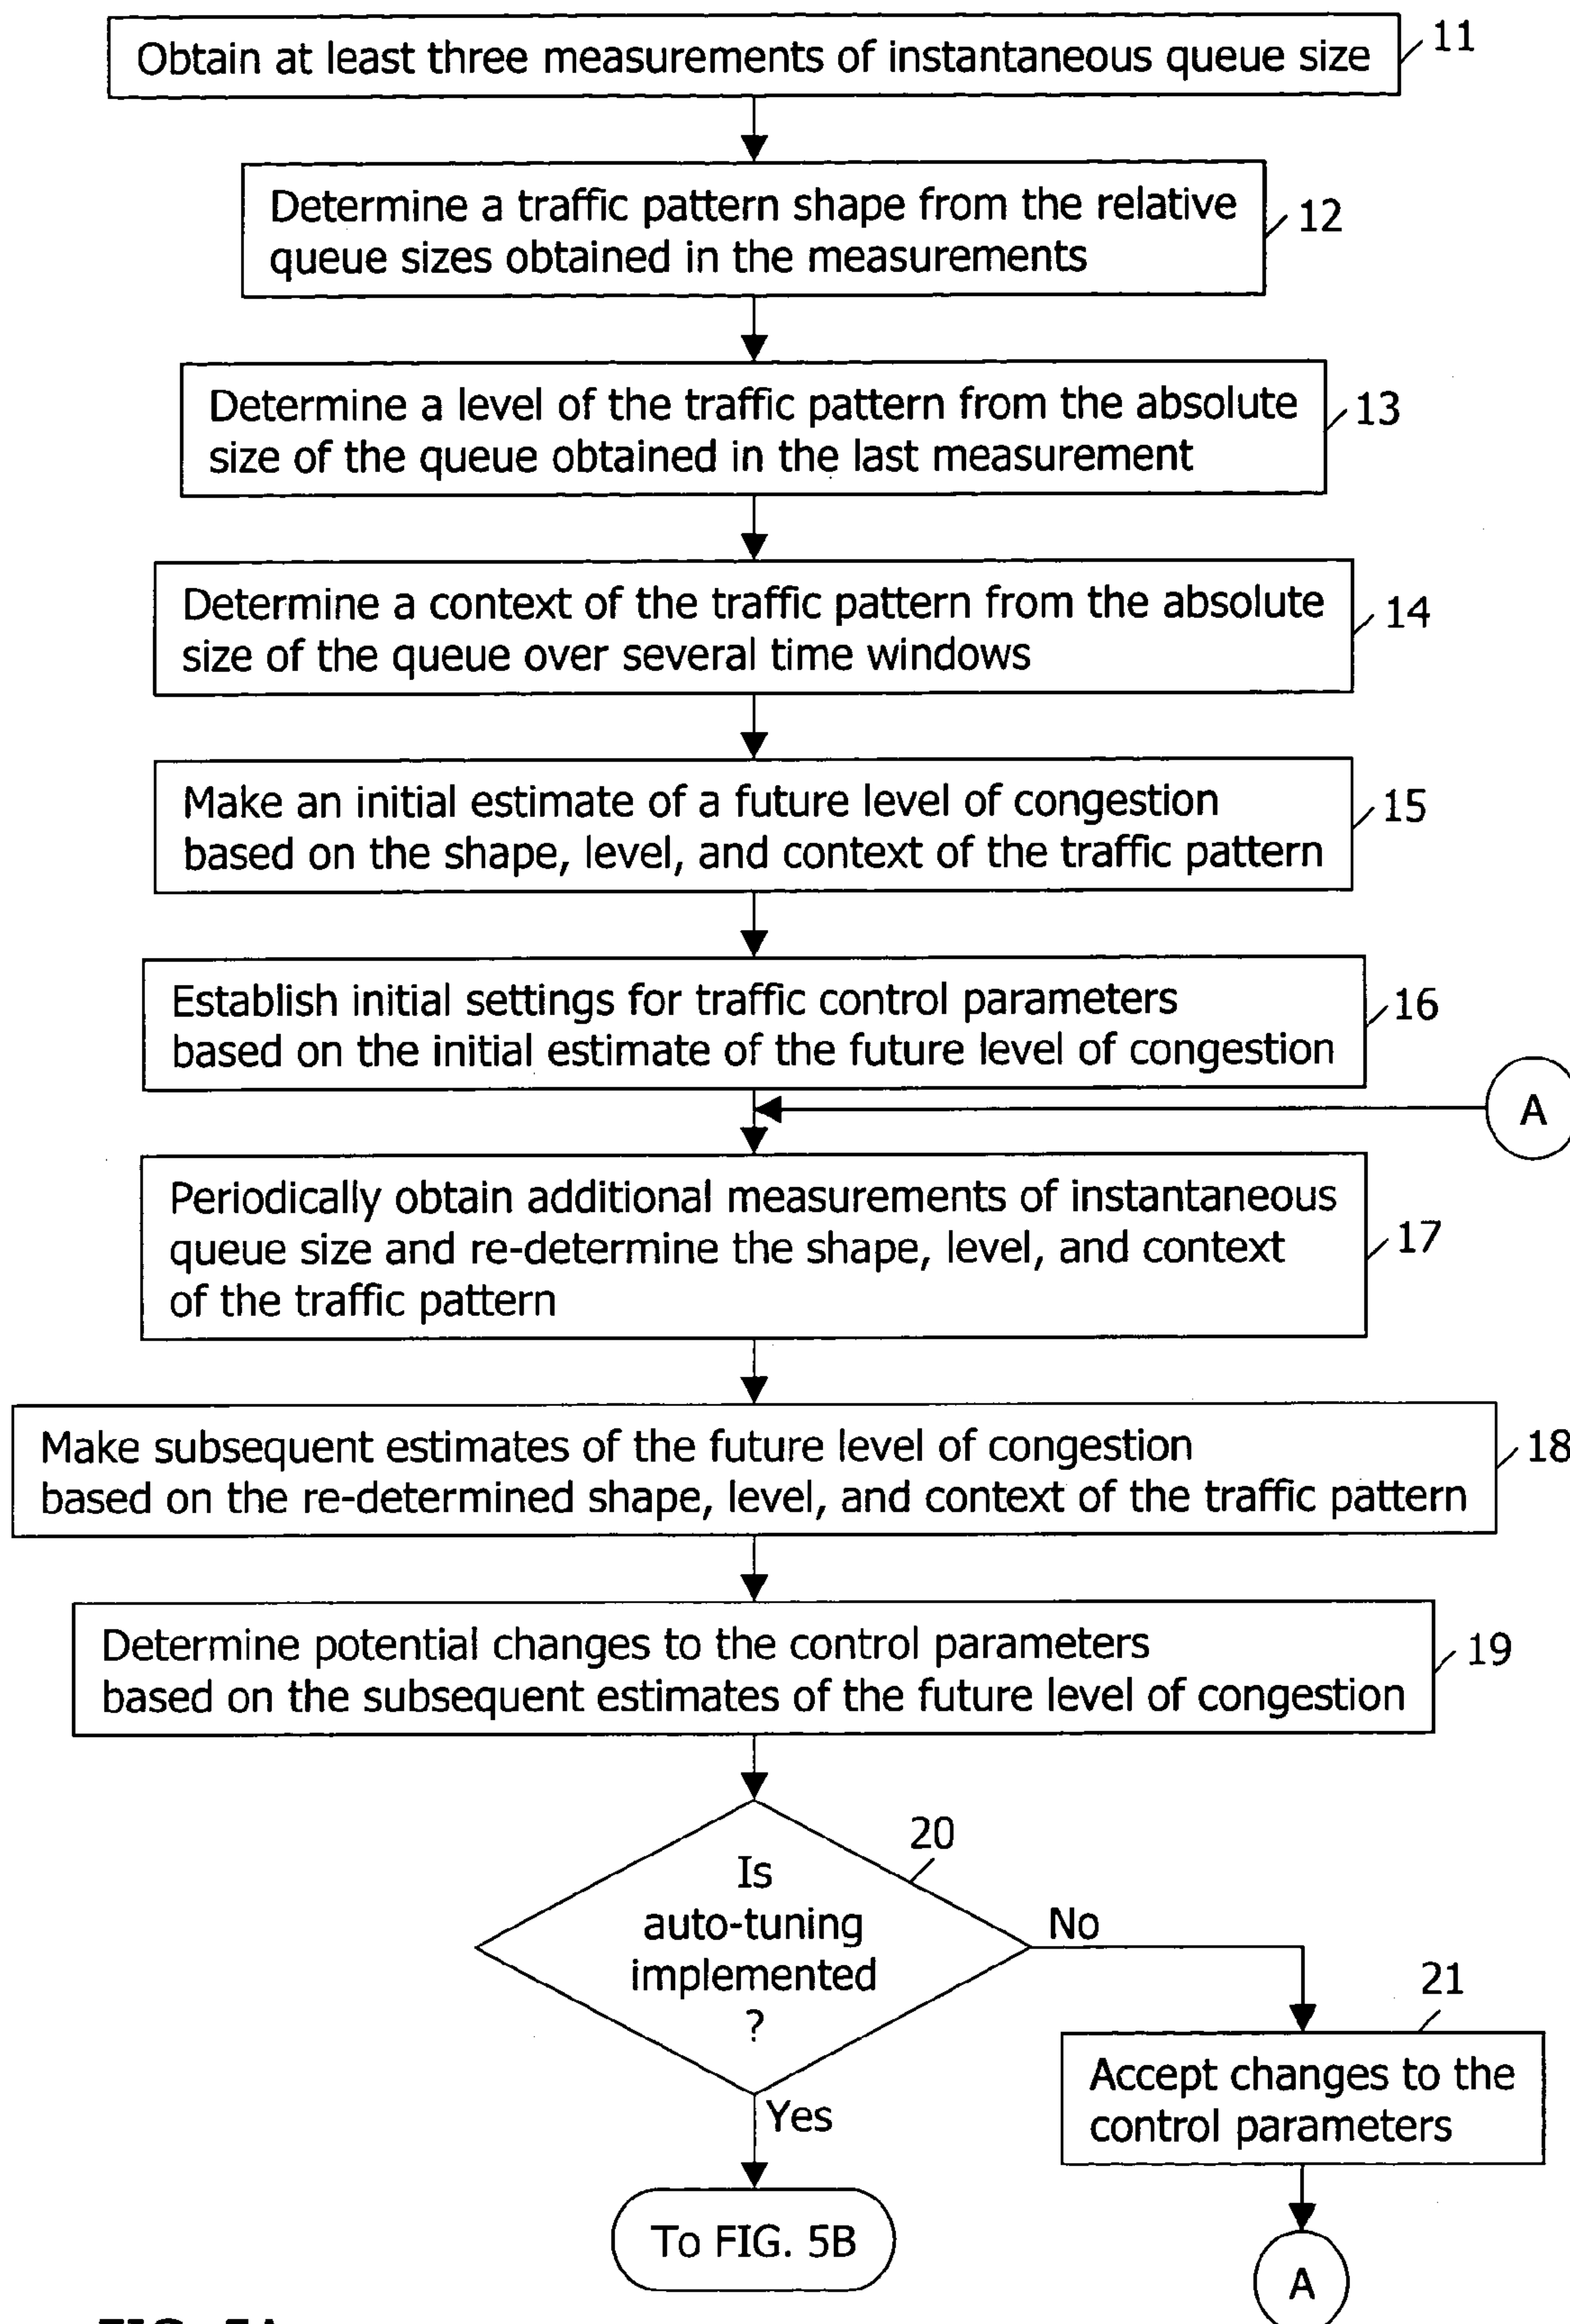 Obtain at least three measurements of instantaneous queue size
11
Determine a traffic pattern shape from the relative
queue sizes obtained in the measurements
12
Determine a level of the traffic pattern from the absolute
size of the queue obtained in the last measurement
13
Determine a context of the traffic pattern from the absolute
size of the queue over several time windows
14
Make an initial estimate of a future level of congestion
based on the shape, level, and context of the traffic pattern
15
Establish initial settings for traffic control parameters
based on the initial estimate of the future level of congestion
16
A
Periodically obtain additional measurements of instantaneous
queue size and re-determine the shape, level, and context
of the traffic pattern
17
Make subsequent estimates of the future level of congestion
based on the re-determined shape, level, and context of the traffic pattern
18
Determine potential changes to the control parameters
based on the subsequent estimates of the future level of congestion
19
20
Is
auto-tuning
implemented
?
No
21
Accept changes to the
control parameters
Yes
To FIG. 5B
A